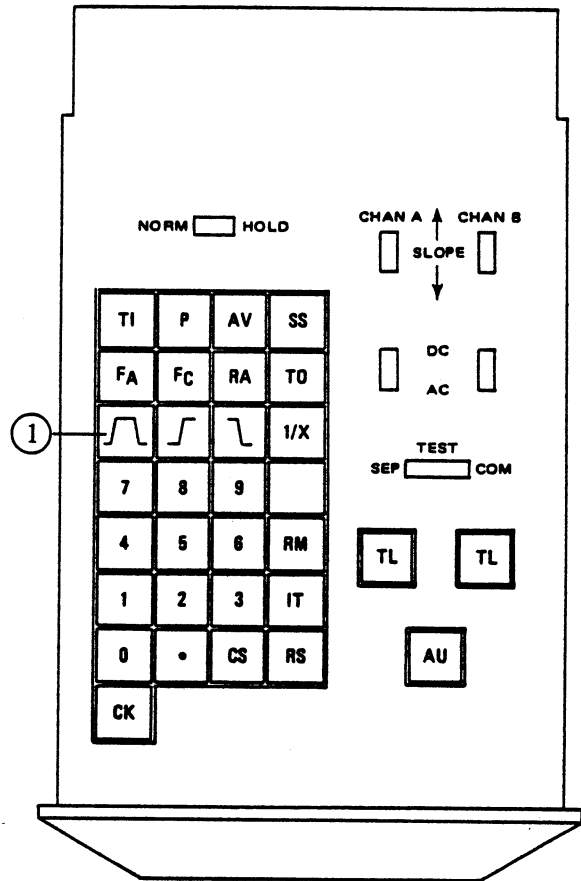 CHAN A CHAN B
NORM HOLD
SLOPE
TI P AV SS
DC
FA FC RA TO
AC
1
1/X
TEST
SEP COM
7 8 9
4 5 6 RM
TL TL
1 2 3 IT
0 • CS RS
AU
CK